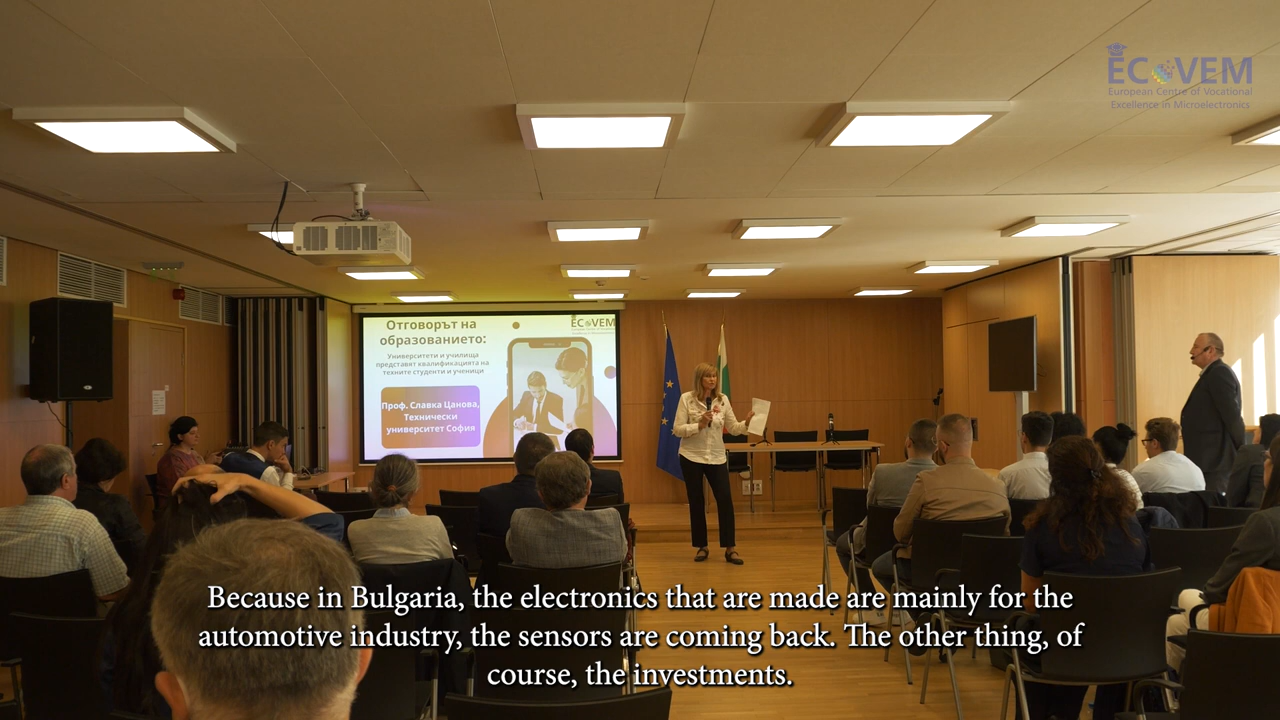 ECOVEM
European Centre of Vocational
Excellence in Microelectronics
Отговорът на
образованието:
Университети и училища
представят квалификацията на
техните студенти и ученици
Проф. Славка Цанова,
Технически
университет София
ECOVEM
Because in Bulgaria, the electronics that are made are mainly for the
automotive industry, the sensors are coming back. The other thing, of
course, the investments.